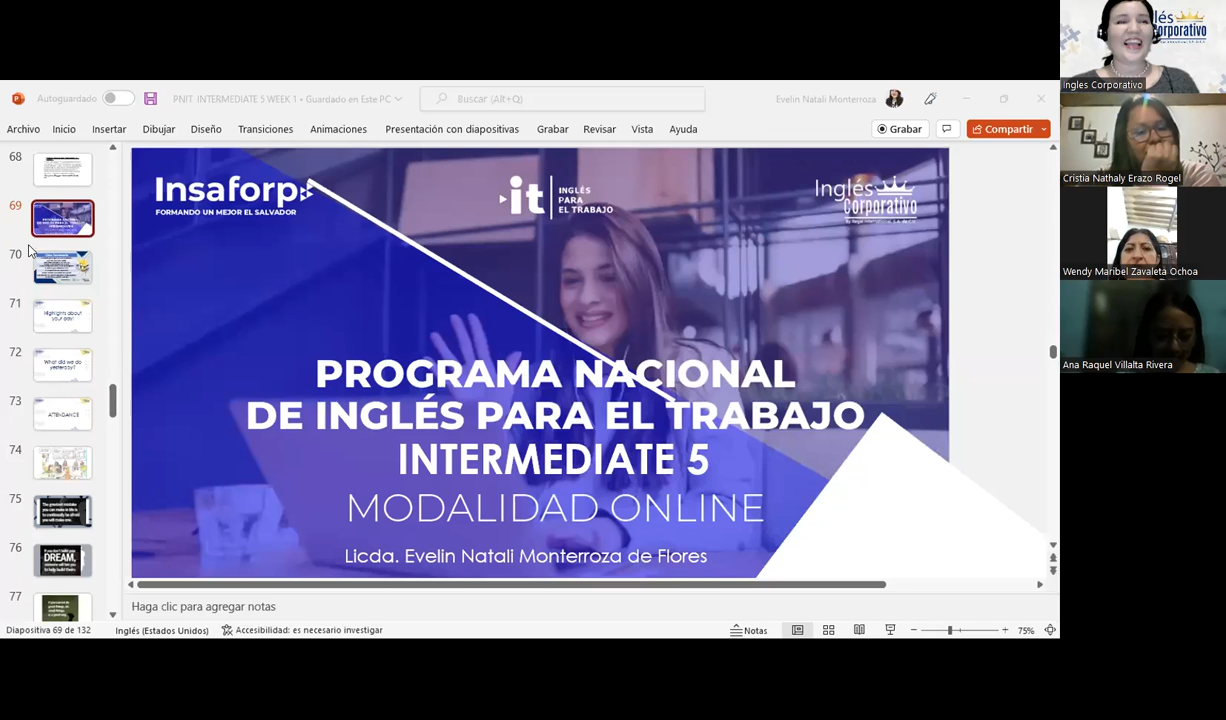 Autoguardado
PNIT INTERMEDIATE 5 WEEK 1 • Guardado en Este PC
Buscar (Alt+Q)
Evelin Natali Monterroza
Archivo
Inicio
Insertar
Dibujar
Diseño
Transiciones
Animaciones
Presentación con diapositivas
Grabar
Revisar
Vista
Ayuda
Grabar
Compartir
68
69
70
71
Highlights about
your day!
72
What did we do
yesterday?
73
ATTENDANCE
74
75
76
DREAM,
77
Insaforp
FORMANDO UN MEJOR EL SALVADOR
it
INGLÉS
PARA
EL TRABAJO
Ingles
Corporativo
PROGRAMA NACIONAL
DE INGLÉS PARA EL TRABAJO
INTERMEDIATE 5
MODALIDAD ONLINE
Licda. Evelin Natali Monterroza de Flores
Haga clic para agregar notas
Diapositiva 69 de 132
Inglés (Estados Unidos)
Accesibilidad: es necesario investigar
Notas
75%
Ingles Corporativo
Cristia Nathaly Erazo Rogel
Wendy Maribel Zavaleta Ochoa
Ana Raquel Villalta Rivera